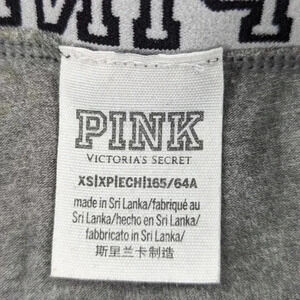 PINK
PINK
VICTORIA'S SECRET
XS|XP|ECH|165/64A
made in Sri Lanka/fabriqué au
Sri Lanka/hecho en Sri Lanka/
fabbricato in Sri Lanka/
斯里兰卡制造